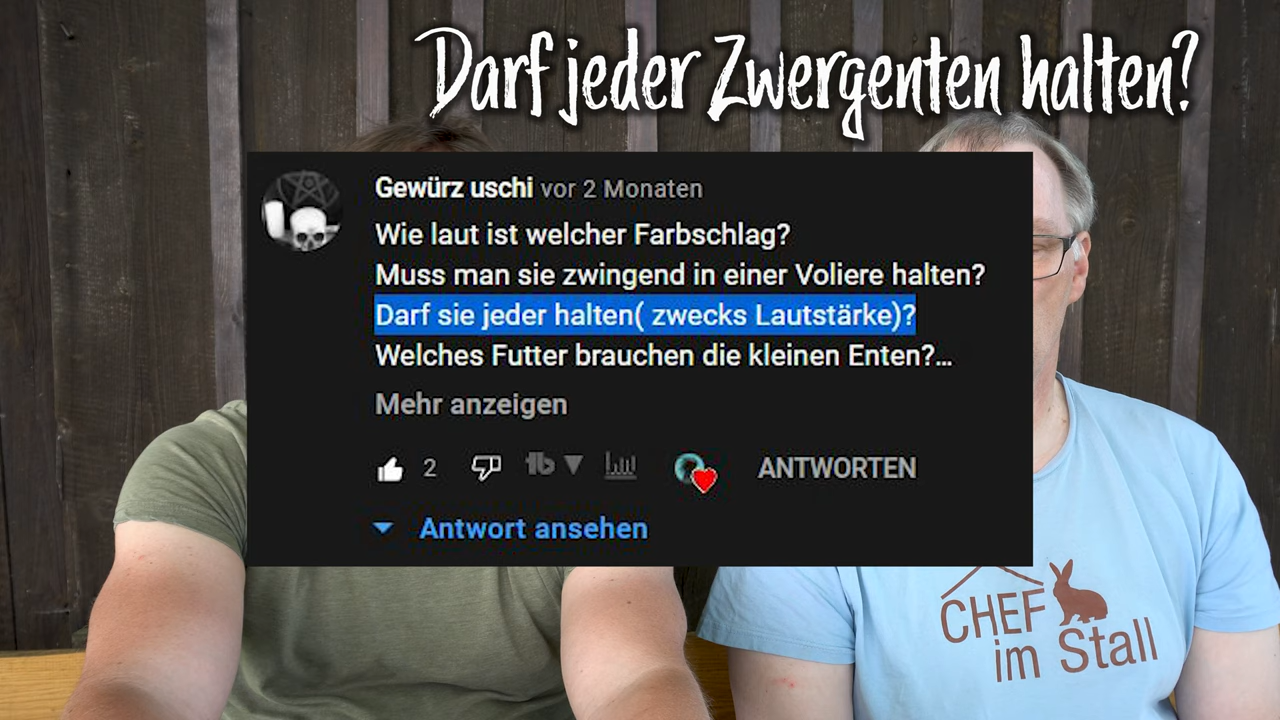 Darf jeder Zwergenten halten?
Gewürz uschi vor 2 Monaten
Wie laut ist welcher Farbschlag?
Muss man sie zwingend in einer Voliere halten?
Darf sie jeder halten( zwecks Lautstärke)?
Welches Futter brauchen die kleinen Enten?...
Mehr anzeigen
2
ANTWORTEN
Antwort ansehen
CHEF
im Stall